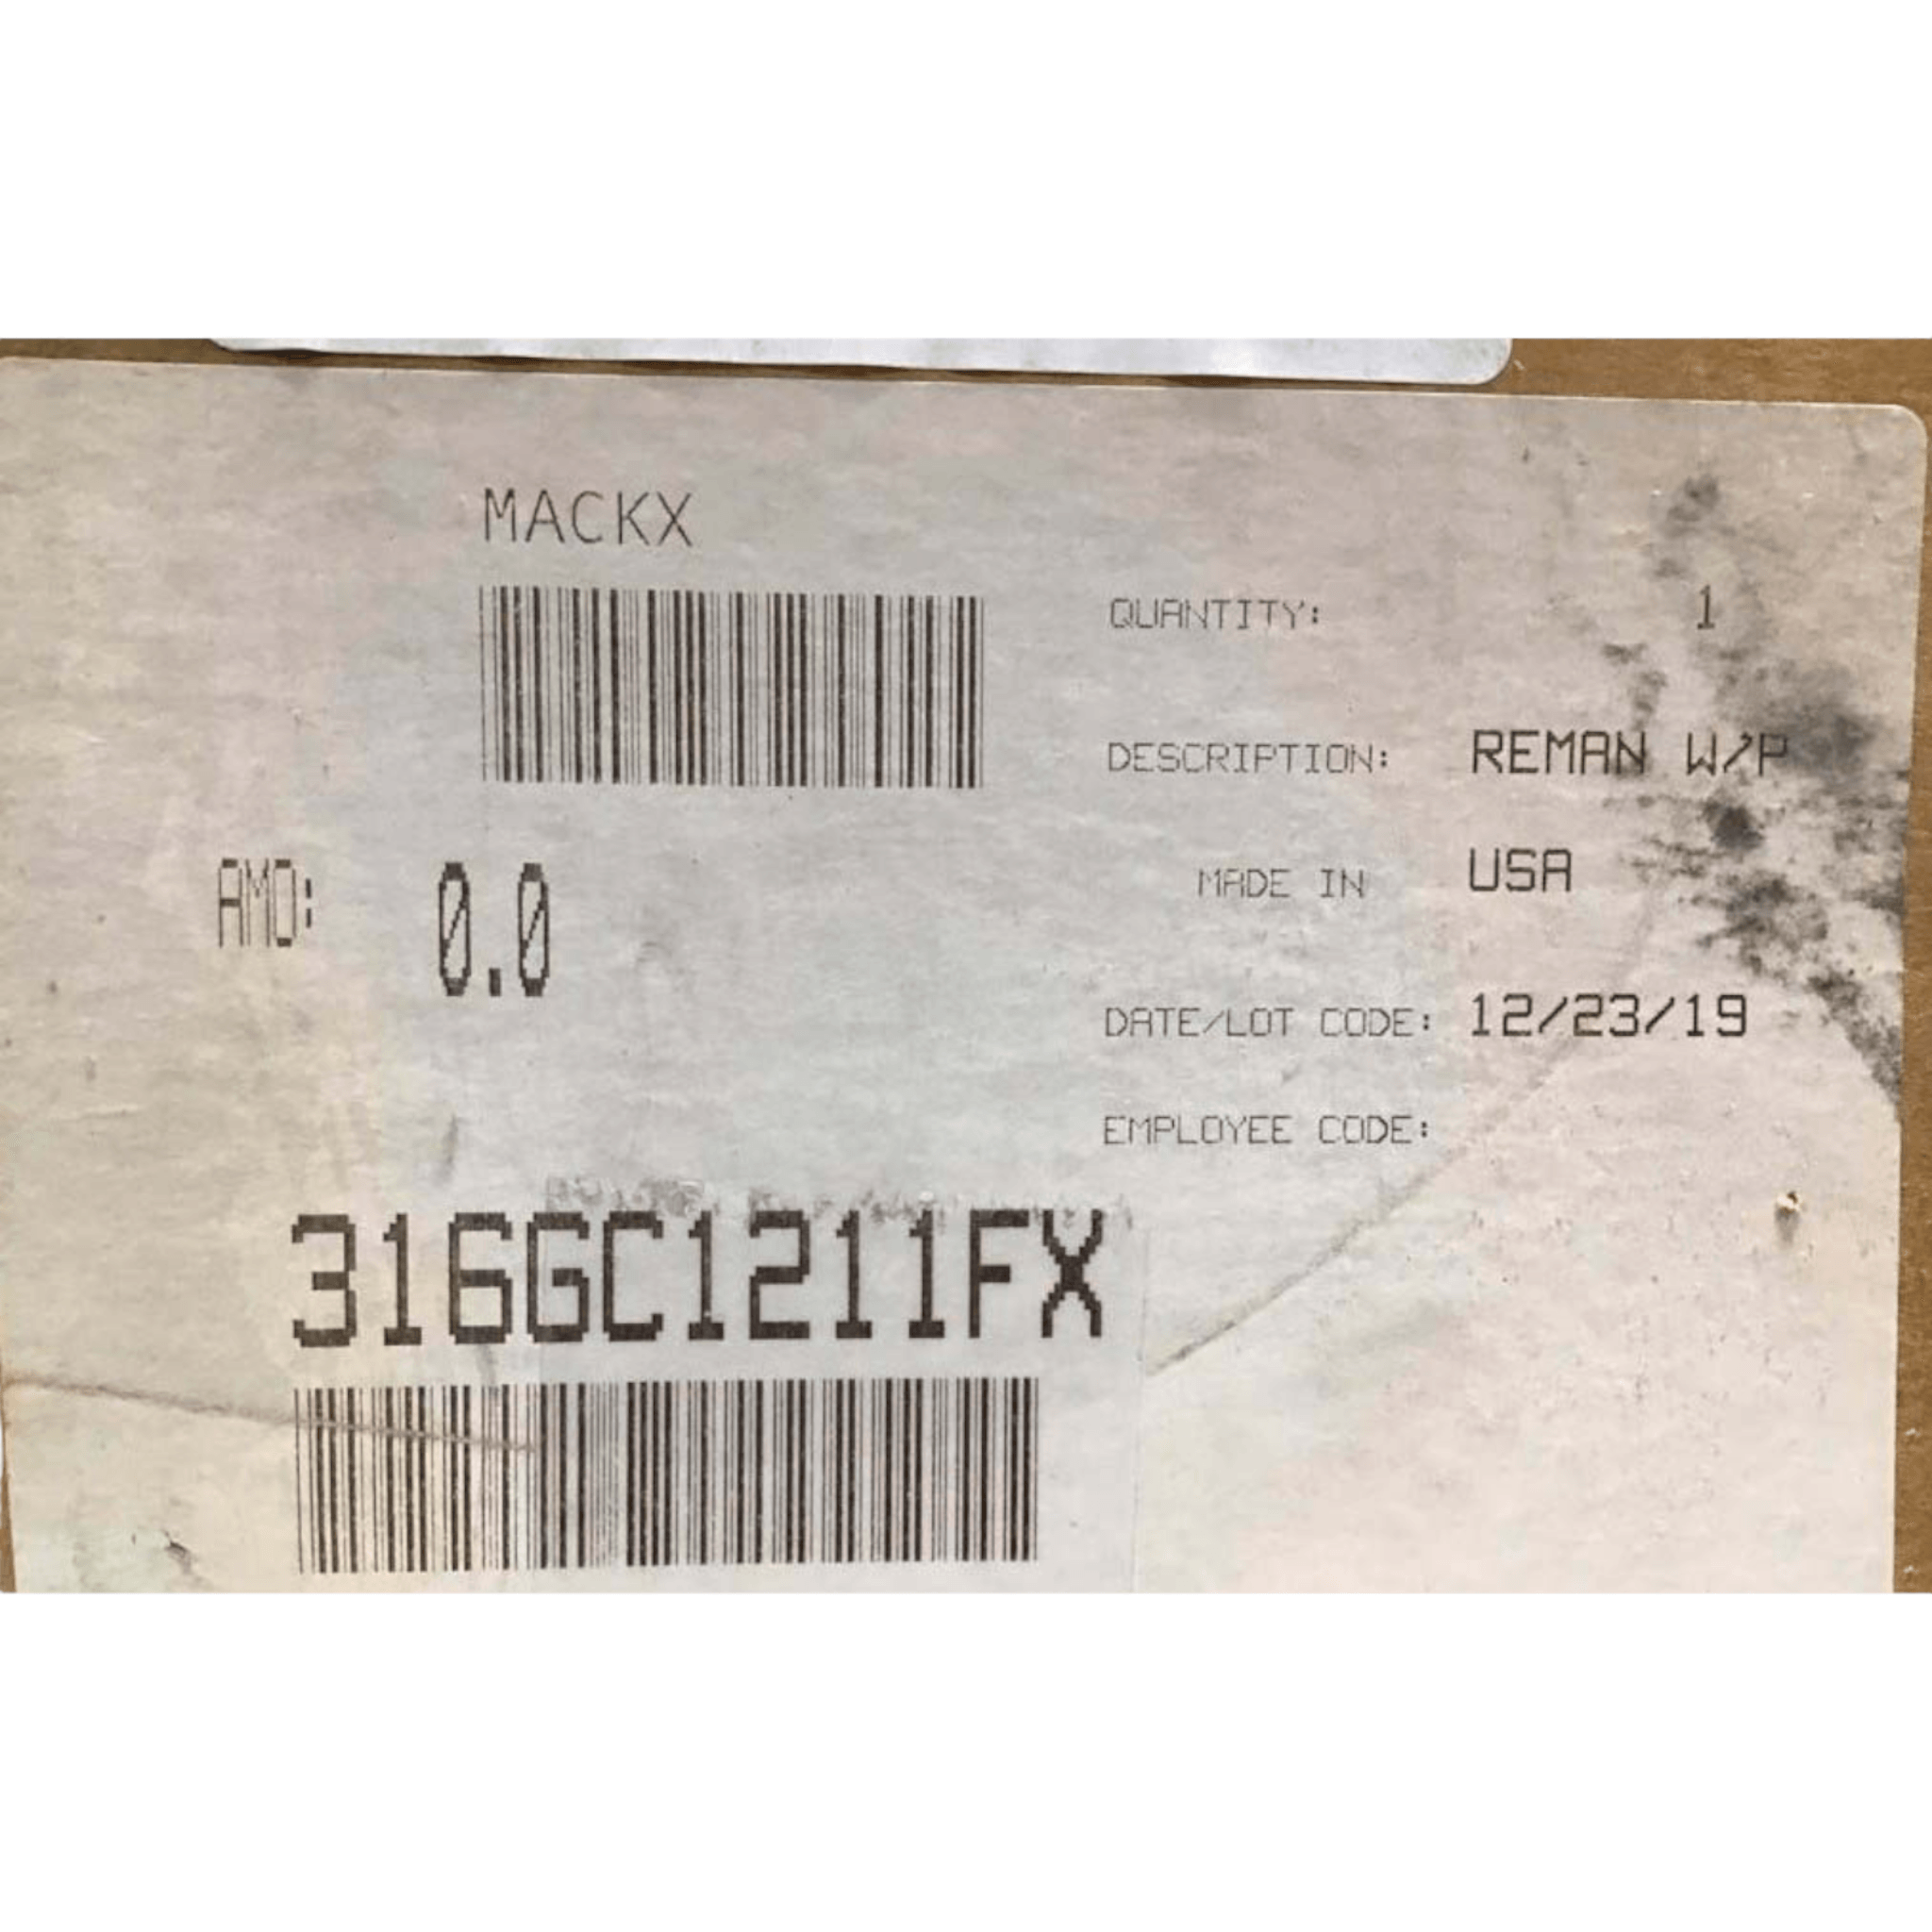 MACKX
QUANTITY: 1
DESCRIPTION: REMAN W/P
AMO: 0.0
MADE IN USA
DATE/LOT CODE: 12/23/19
EMPLOYEE CODE:
316GC1211FX